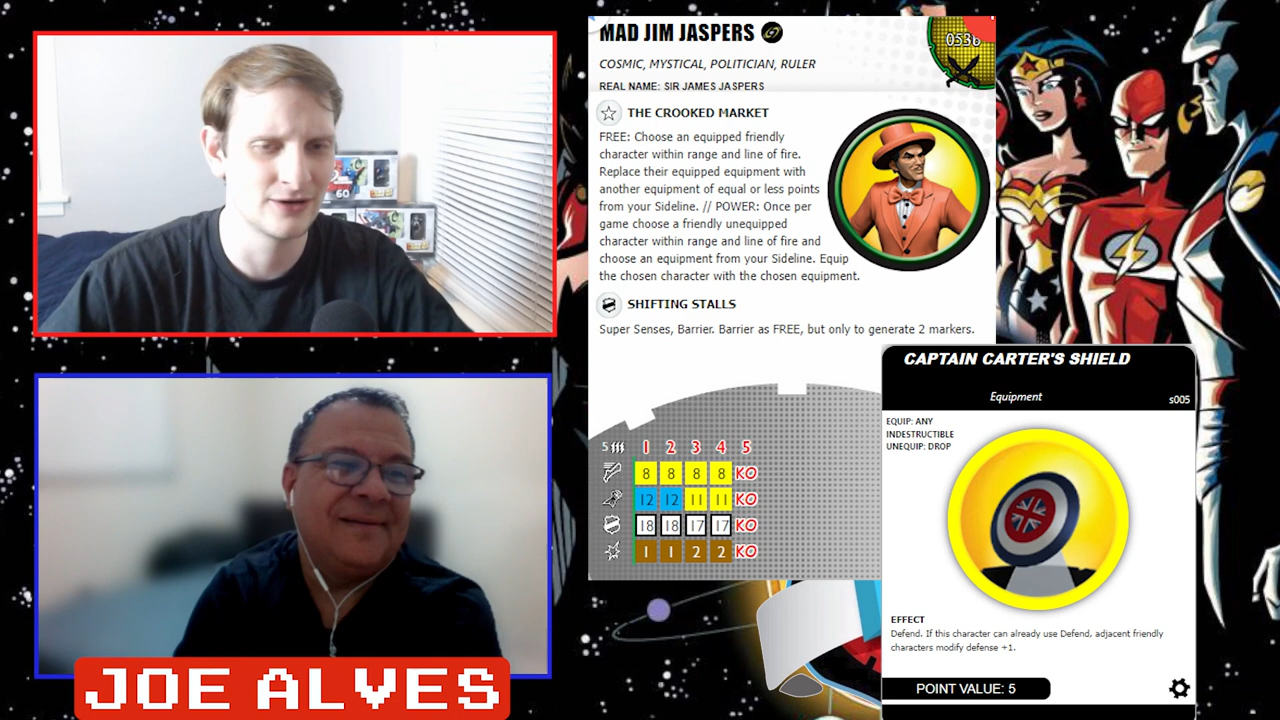 MAD JIM JASPERS
053b
COSMIC, MYSTICAL, POLITICIAN, RULER
REAL NAME: SIR JAMES JASPERS
THE CROOKED MARKET
FREE: Choose an equipped friendly
character within range and line of fire.
Replace their equipped equipment with
another equipment of equal or less points
from your Sideline. // POWER: Once per
game choose a friendly unequipped
character within range and line of fire and
choose an equipment from your Sideline. Equip
the chosen character with the chosen equipment.
SHIFTING STALLS
Super Senses, Barrier. Barrier as FREE, but only to generate 2 markers.
5 1 2 3 4 5
8 8 8 8 KO
12 12 11 11 KO
18 18 17 17 KO
1 1 2 2 KO
CAPTAIN CARTER'S SHIELD
Equipment
s005
EQUIP: ANY
INDESTRUCTIBLE
UNEQUIP: DROP
EFFECT
Defend. If this character can already use Defend, adjacent friendly
characters modify defense +1.
POINT VALUE: 5
60
JOE ALVES